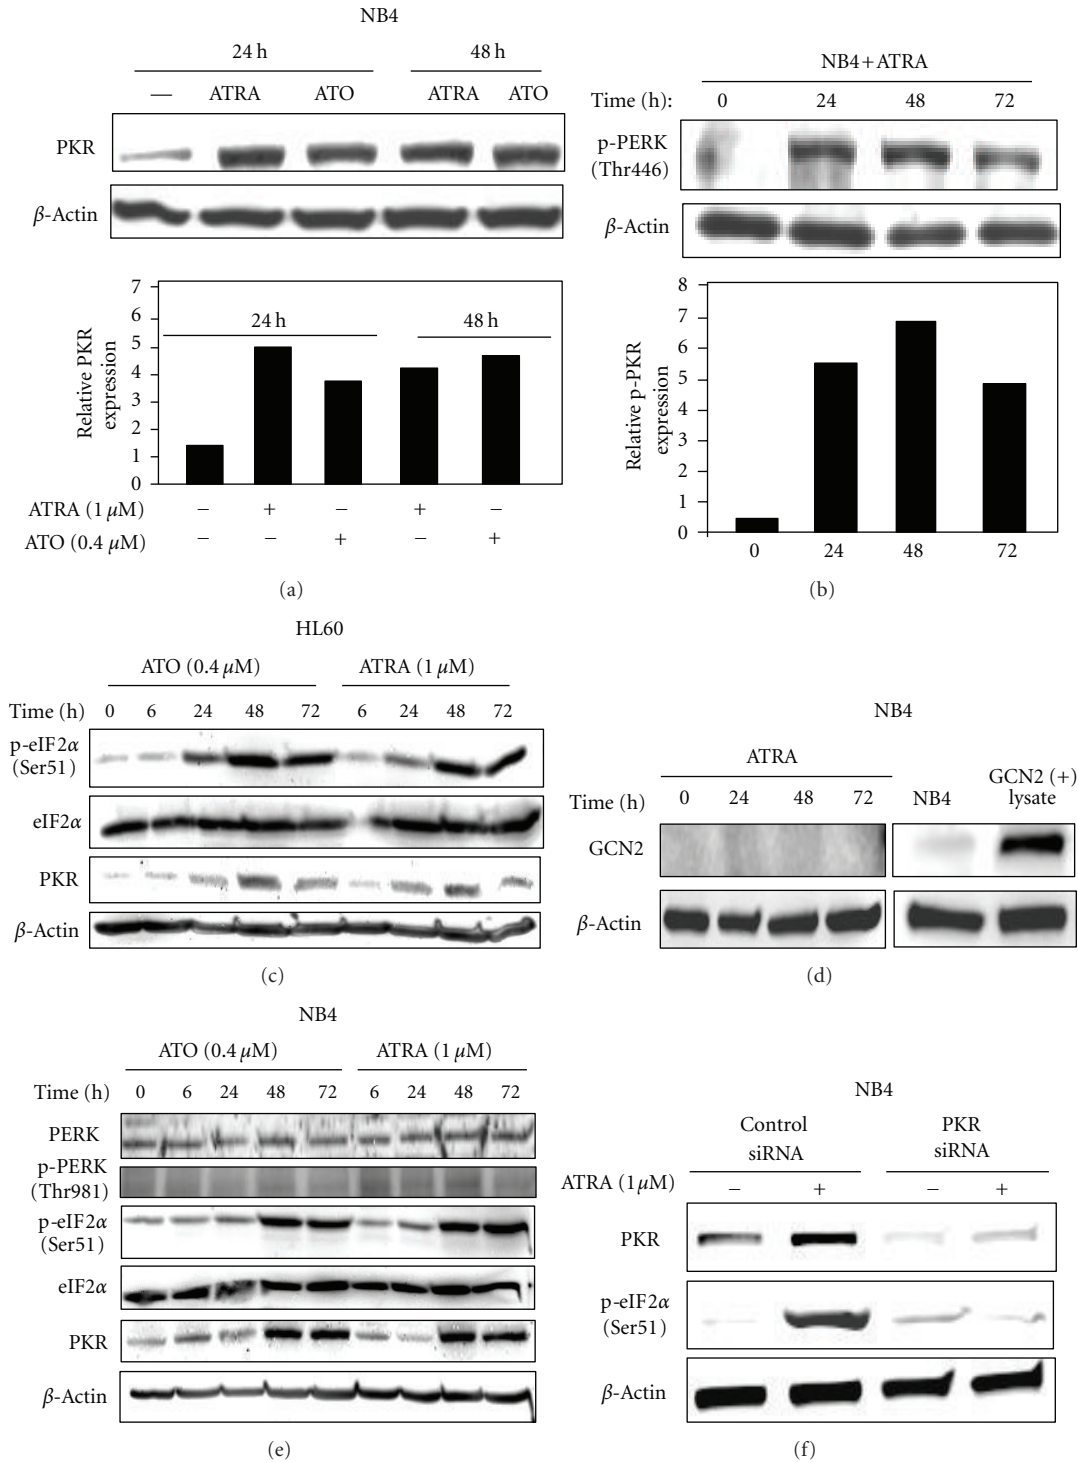 NB4
24 h 48 h
— ATRA ATO ATRA ATO
PKR
β-Actin
7
6
5
4
3
2
1
0
Relative PKR
expression
24 h 48 h
ATRA (1 μM) − + − + −
ATO (0.4 μM) − − + − +
(a)
NB4+ATRA
Time (h): 0 24 48 72
p-PERK
(Thr446)
β-Actin
8
7
6
5
4
3
2
1
0
Relative p-PKR
expression
0 24 48 72
(b)
HL60
ATO (0.4 μM) ATRA (1 μM)
Time (h) 0 6 24 48 72 6 24 48 72
p-eIF2α
(Ser51)
eIF2α
PKR
β-Actin
(c)
NB4
ATRA
GCN2 (+)
lysate
Time (h) 0 24 48 72 NB4
GCN2
β-Actin
(d)
NB4
ATO (0.4 μM) ATRA (1 μM)
Time (h) 0 6 24 48 72 6 24 48 72
PERK
p-PERK
(Thr981)
p-eIF2α
(Ser51)
eIF2α
PKR
β-Actin
(e)
NB4
Control
siRNA
PKR
siRNA
ATRA (1μM) − + − +
PKR
p-eIF2α
(Ser51)
β-Actin
(f)